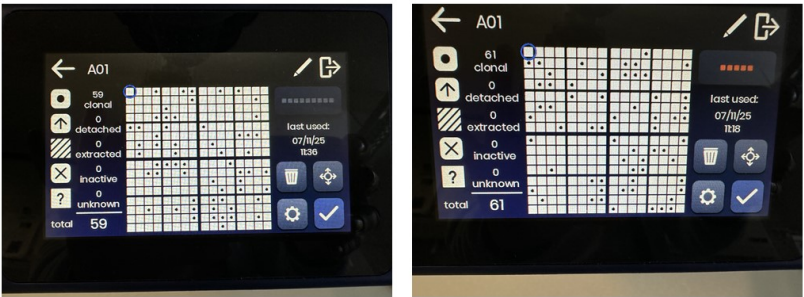 A01
59
clonal
0
detached
0
extracted
0
inactive
?
0
unknown
total
59
last used:
07/11/25
11:36
A01
61
clonal
0
detached
0
extracted
0
inactive
?
0
unknown
total
61
last used:
07/11/25
11:18